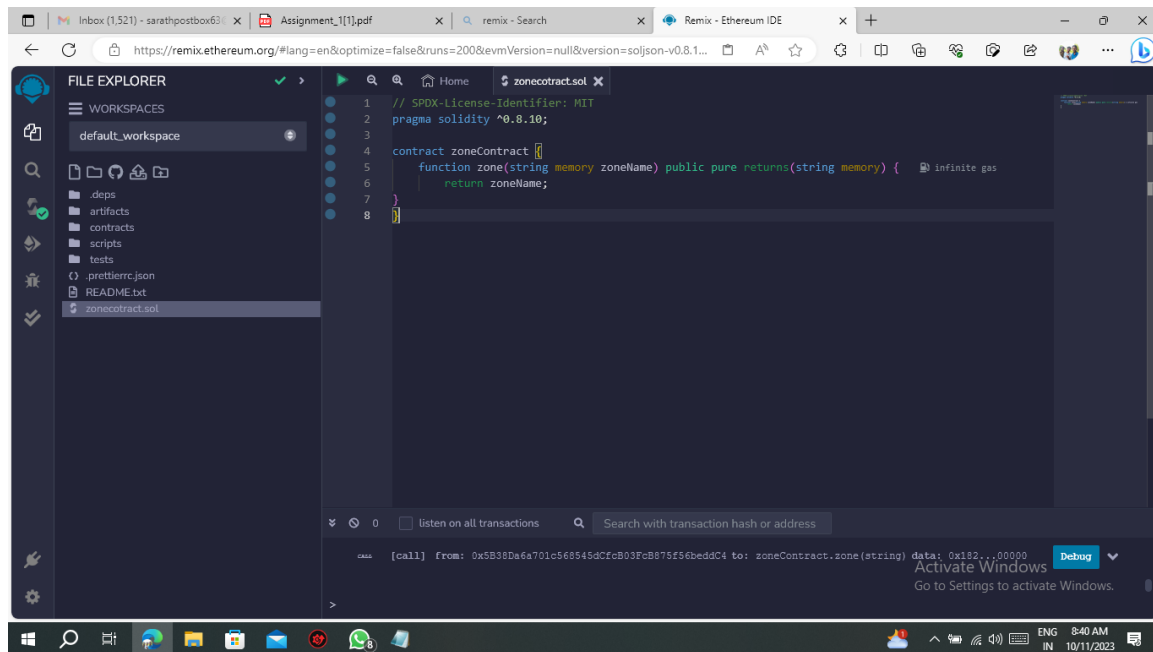 Inbox (1,521) - sarathpostbox63
Assignment_1[1].pdf
remix - Search
Remix - Ethereum IDE
https://remix.ethereum.org/#lang=en&optimize=false&runs=200&evmVersion=null&version=soljson-v0.8.1...
FILE EXPLORER
WORKSPACES
default_workspace
.deps
artifacts
contracts
scripts
tests
.prettierrc.json
README.txt
zonecotract.sol
Home
zonecotract.sol
1 // SPDX-License-Identifier: MIT
2 pragma solidity ^0.8.10;
3
4 contract zoneContract {
5 function zone(string memory zoneName) public pure returns(string memory) { infinite gas
6 return zoneName;
7 }
8 }
0 listen on all transactions Search with transaction hash or address
CALL [call] from: 0x5B38Da6a701c568545dCfcB03FcB875f56beddC4 to: zoneContract.zone(string) data: 0x182...00000 Debug
>
Activate Windows
Go to Settings to activate Windows.
8
ENG 8:40 AM
IN 10/11/2023